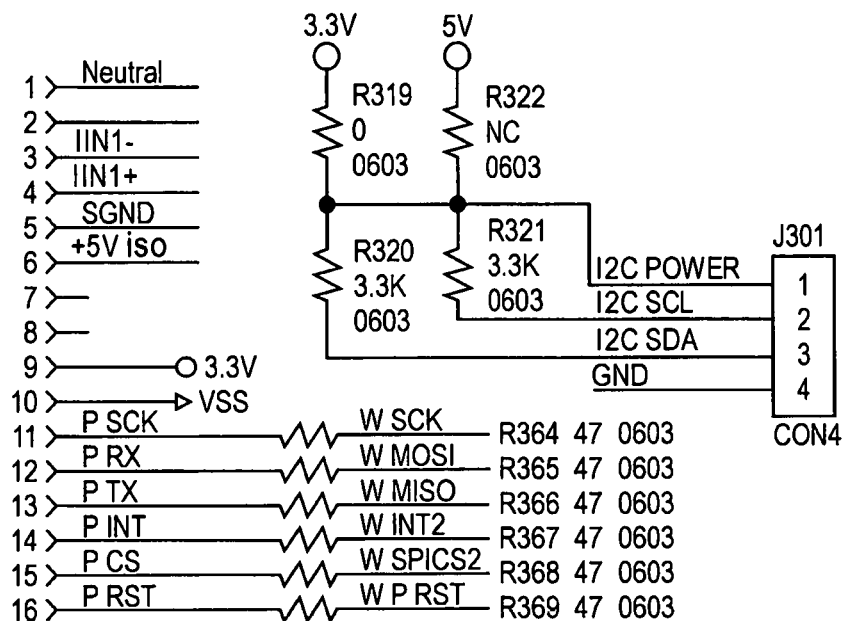 3.3V 5V
1 Neutral
2
3 IIN1-
4 IIN1+
5 SGND
6 +5V iso
7
8
9 3.3V
10 VSS
R319
0
0603
R322
NC
0603
R320
3.3K
0603
R321
3.3K
0603
J301
I2C POWER 1
I2C SCL 2
I2C SDA 3
GND 4
CON4
11 P SCK W SCK R364 47 0603
12 P RX W MOSI R365 47 0603
13 P TX W MISO R366 47 0603
14 P INT W INT2 R367 47 0603
15 P CS W SPICS2 R368 47 0603
16 P RST W P RST R369 47 0603